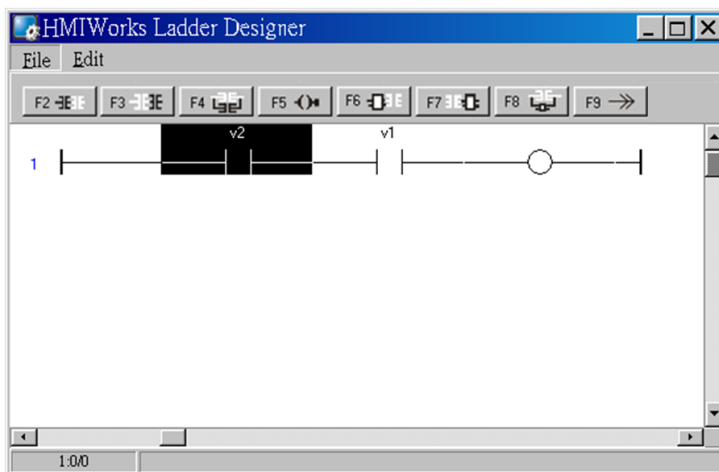 HMIWorks Ladder Designer
File Edit
F2 F3 F4 F5 F6 F7 F8 F9
v2 v1
1
1:0/0